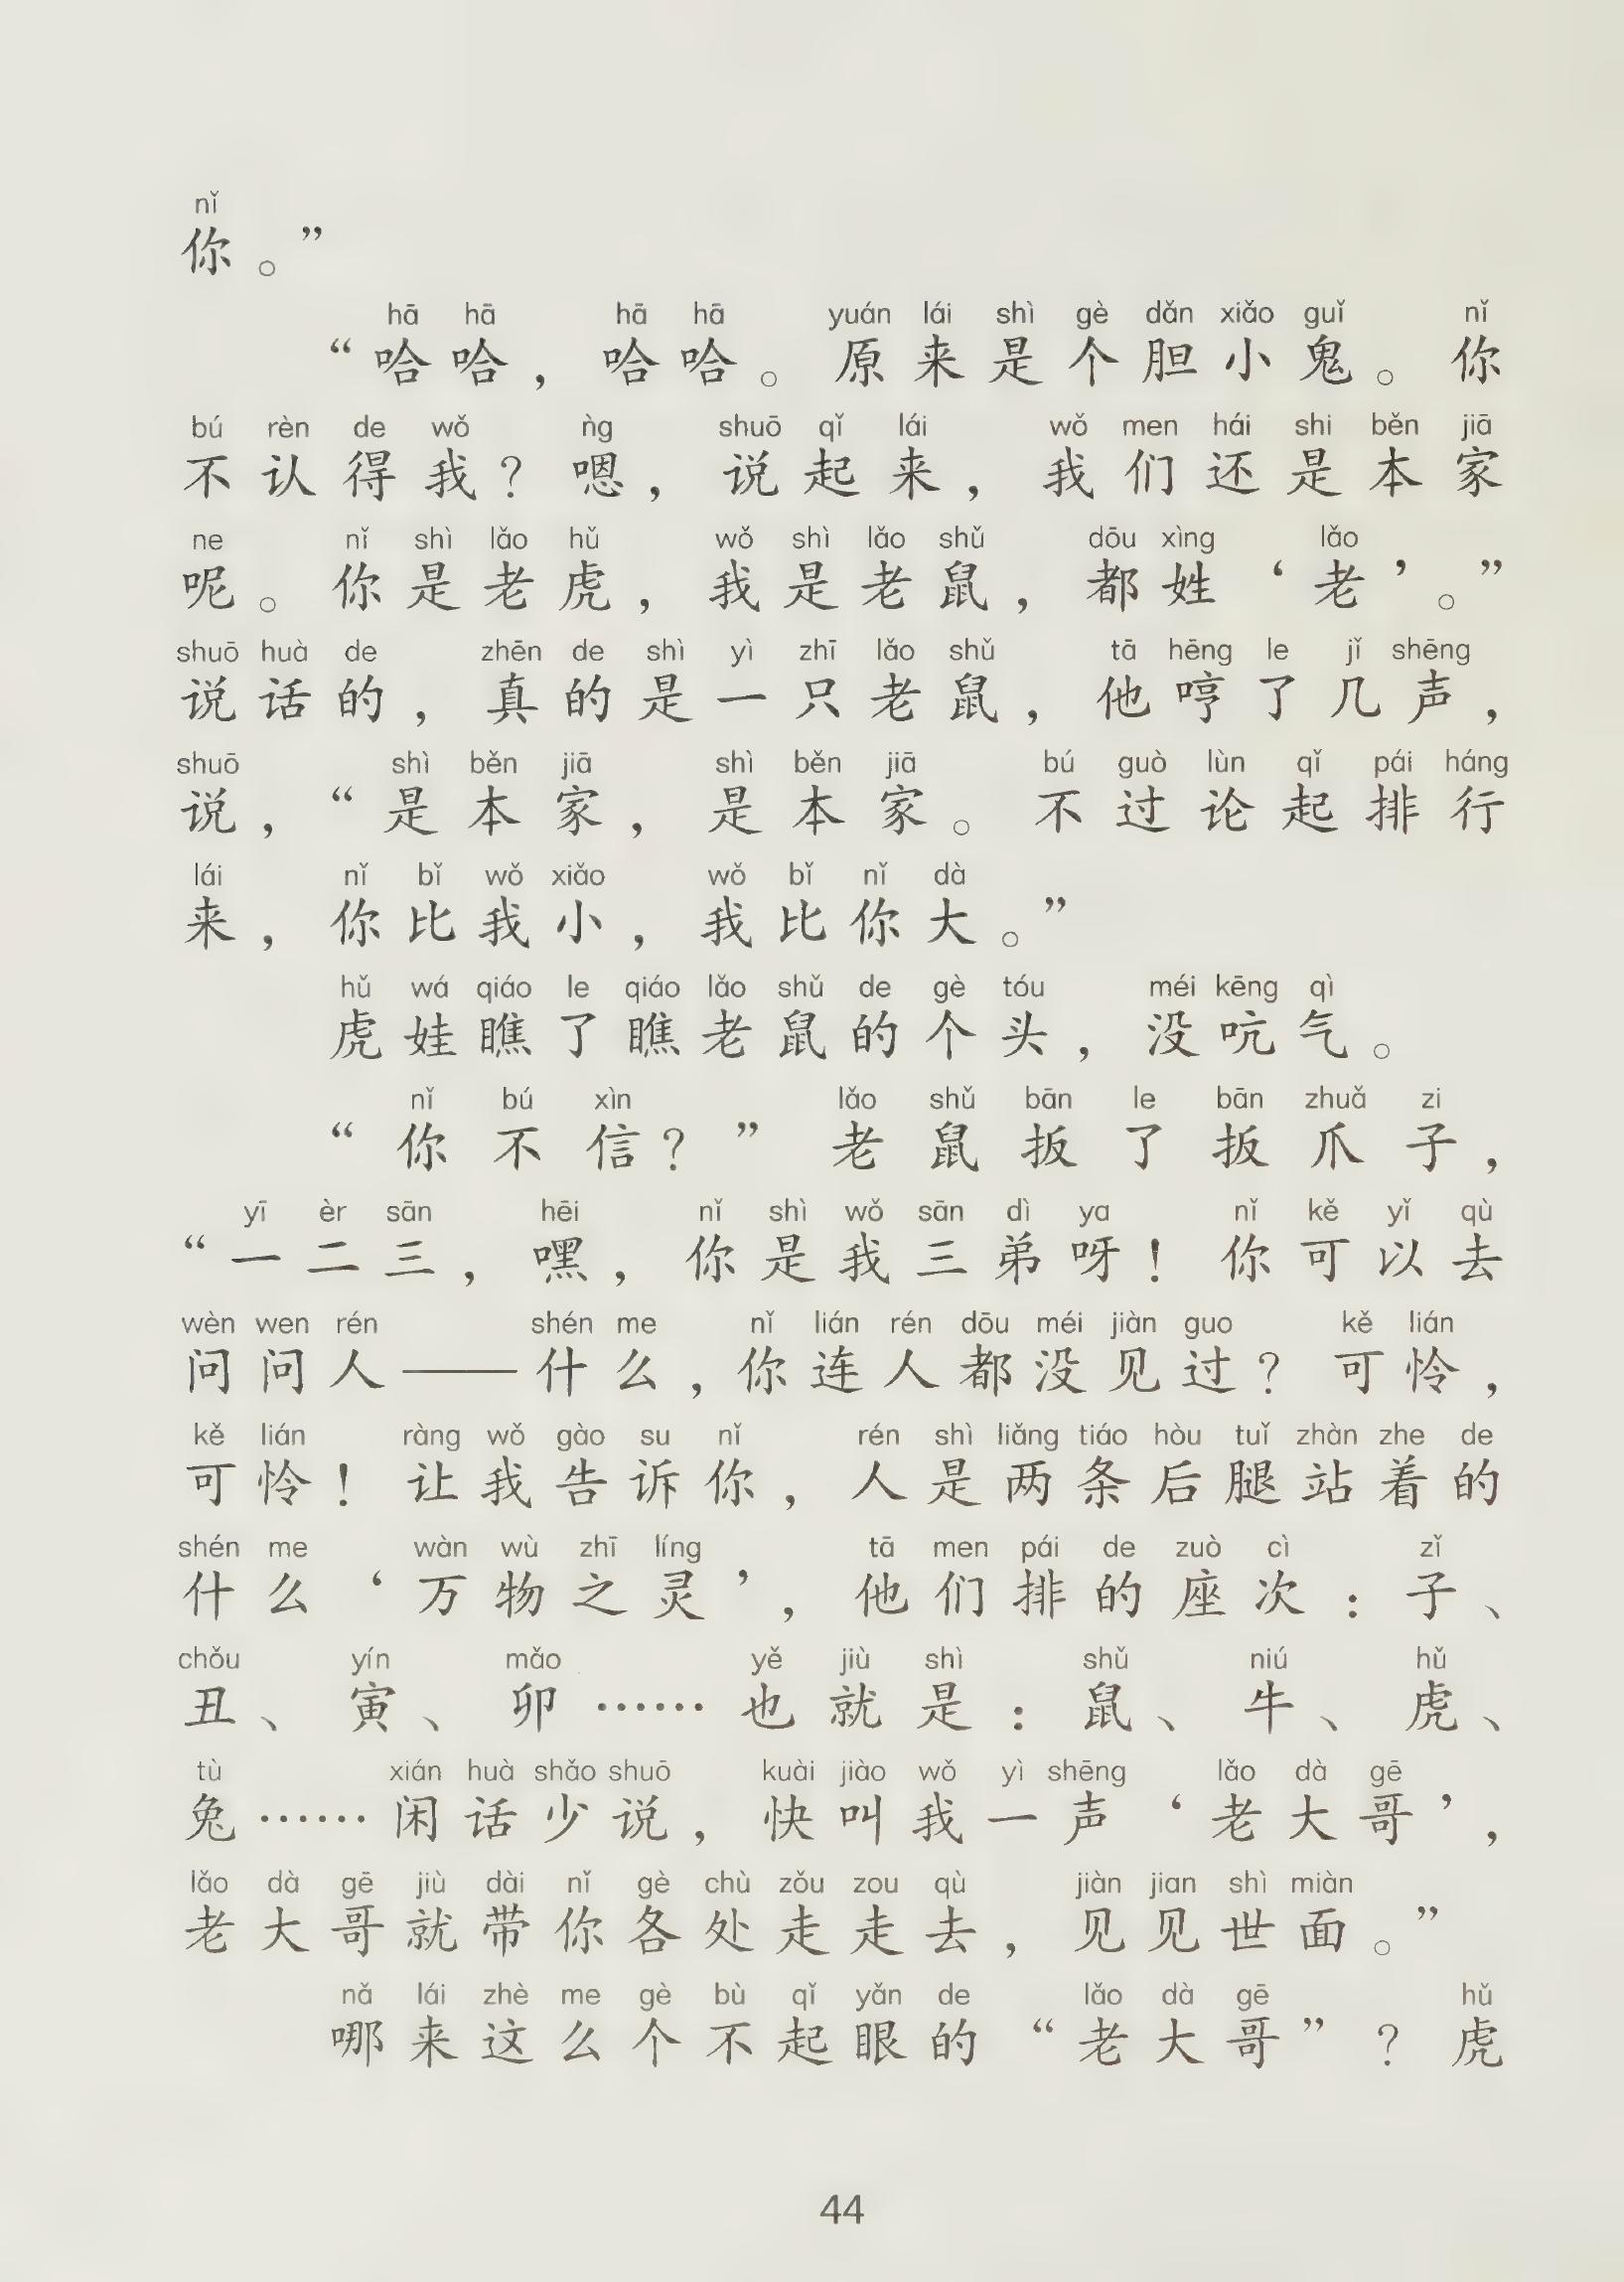 nǐ
你。”
hā hā hā hā yuán lái shì gè dǎn xiǎo guǐ nǐ
“哈哈，哈哈。原来是个胆小鬼。你
bú rèn de wǒ ǹg shuō qǐ lái wǒ men hái shi běn jiā
不认得我？嗯，说起来，我们还是本家
ne nǐ shì lǎo hǔ wǒ shì lǎo shǔ dōu xìng lǎo
呢。你是老虎，我是老鼠，都姓‘老’。”
shuō huà de zhēn de shì yì zhī lǎo shǔ tā hēng le jǐ shēng
说话的，真的是一只老鼠，他哼了几声，
shuō shì běn jiā shì běn jiā bú guò lùn qǐ pái háng
说，“是本家，是本家。不过论起排行
lái nǐ bǐ wǒ xiǎo wǒ bǐ nǐ dà
来，你比我小，我比你大。”
hǔ wá qiáo le qiáo lǎo shǔ de gè tóu méi kēng qì
虎娃瞧了瞧老鼠的个头，没吭气。
nǐ bú xìn lǎo shǔ bān le bān zhuǎ zi
“你不信？”老鼠扳了扳爪子，
yī èr sān hēi nǐ shì wǒ sān dì ya nǐ kě yǐ qù
“一二三，嘿，你是我三弟呀！你可以去
wèn wen rén shén me nǐ lián rén dōu méi jiàn guo kě lián
问问人——什么，你连人都没见过？可怜，
kě lián ràng wǒ gào su nǐ rén shì liǎng tiáo hòu tuǐ zhàn zhe de
可怜！让我告诉你，人是两条后腿站着的
shén me wàn wù zhī líng tā men pái de zuò cì zǐ
什么‘万物之灵’，他们排的座次：子、
chǒu yín mǎo yě jiù shì shǔ niú hǔ
丑、寅、卯……也就是：鼠、牛、虎、
tù xián huà shǎo shuō kuài jiào wǒ yì shēng lǎo dà gē
兔……闲话少说，快叫我一声‘老大哥’，
lǎo dà gē jiù dài nǐ gè chù zǒu zou qù jiàn jian shì miàn
老大哥就带你各处走走去，见见世面。”
nǎ lái zhè me gè bù qǐ yǎn de lǎo dà gē hǔ
哪来这么个不起眼的“老大哥”？虎
44